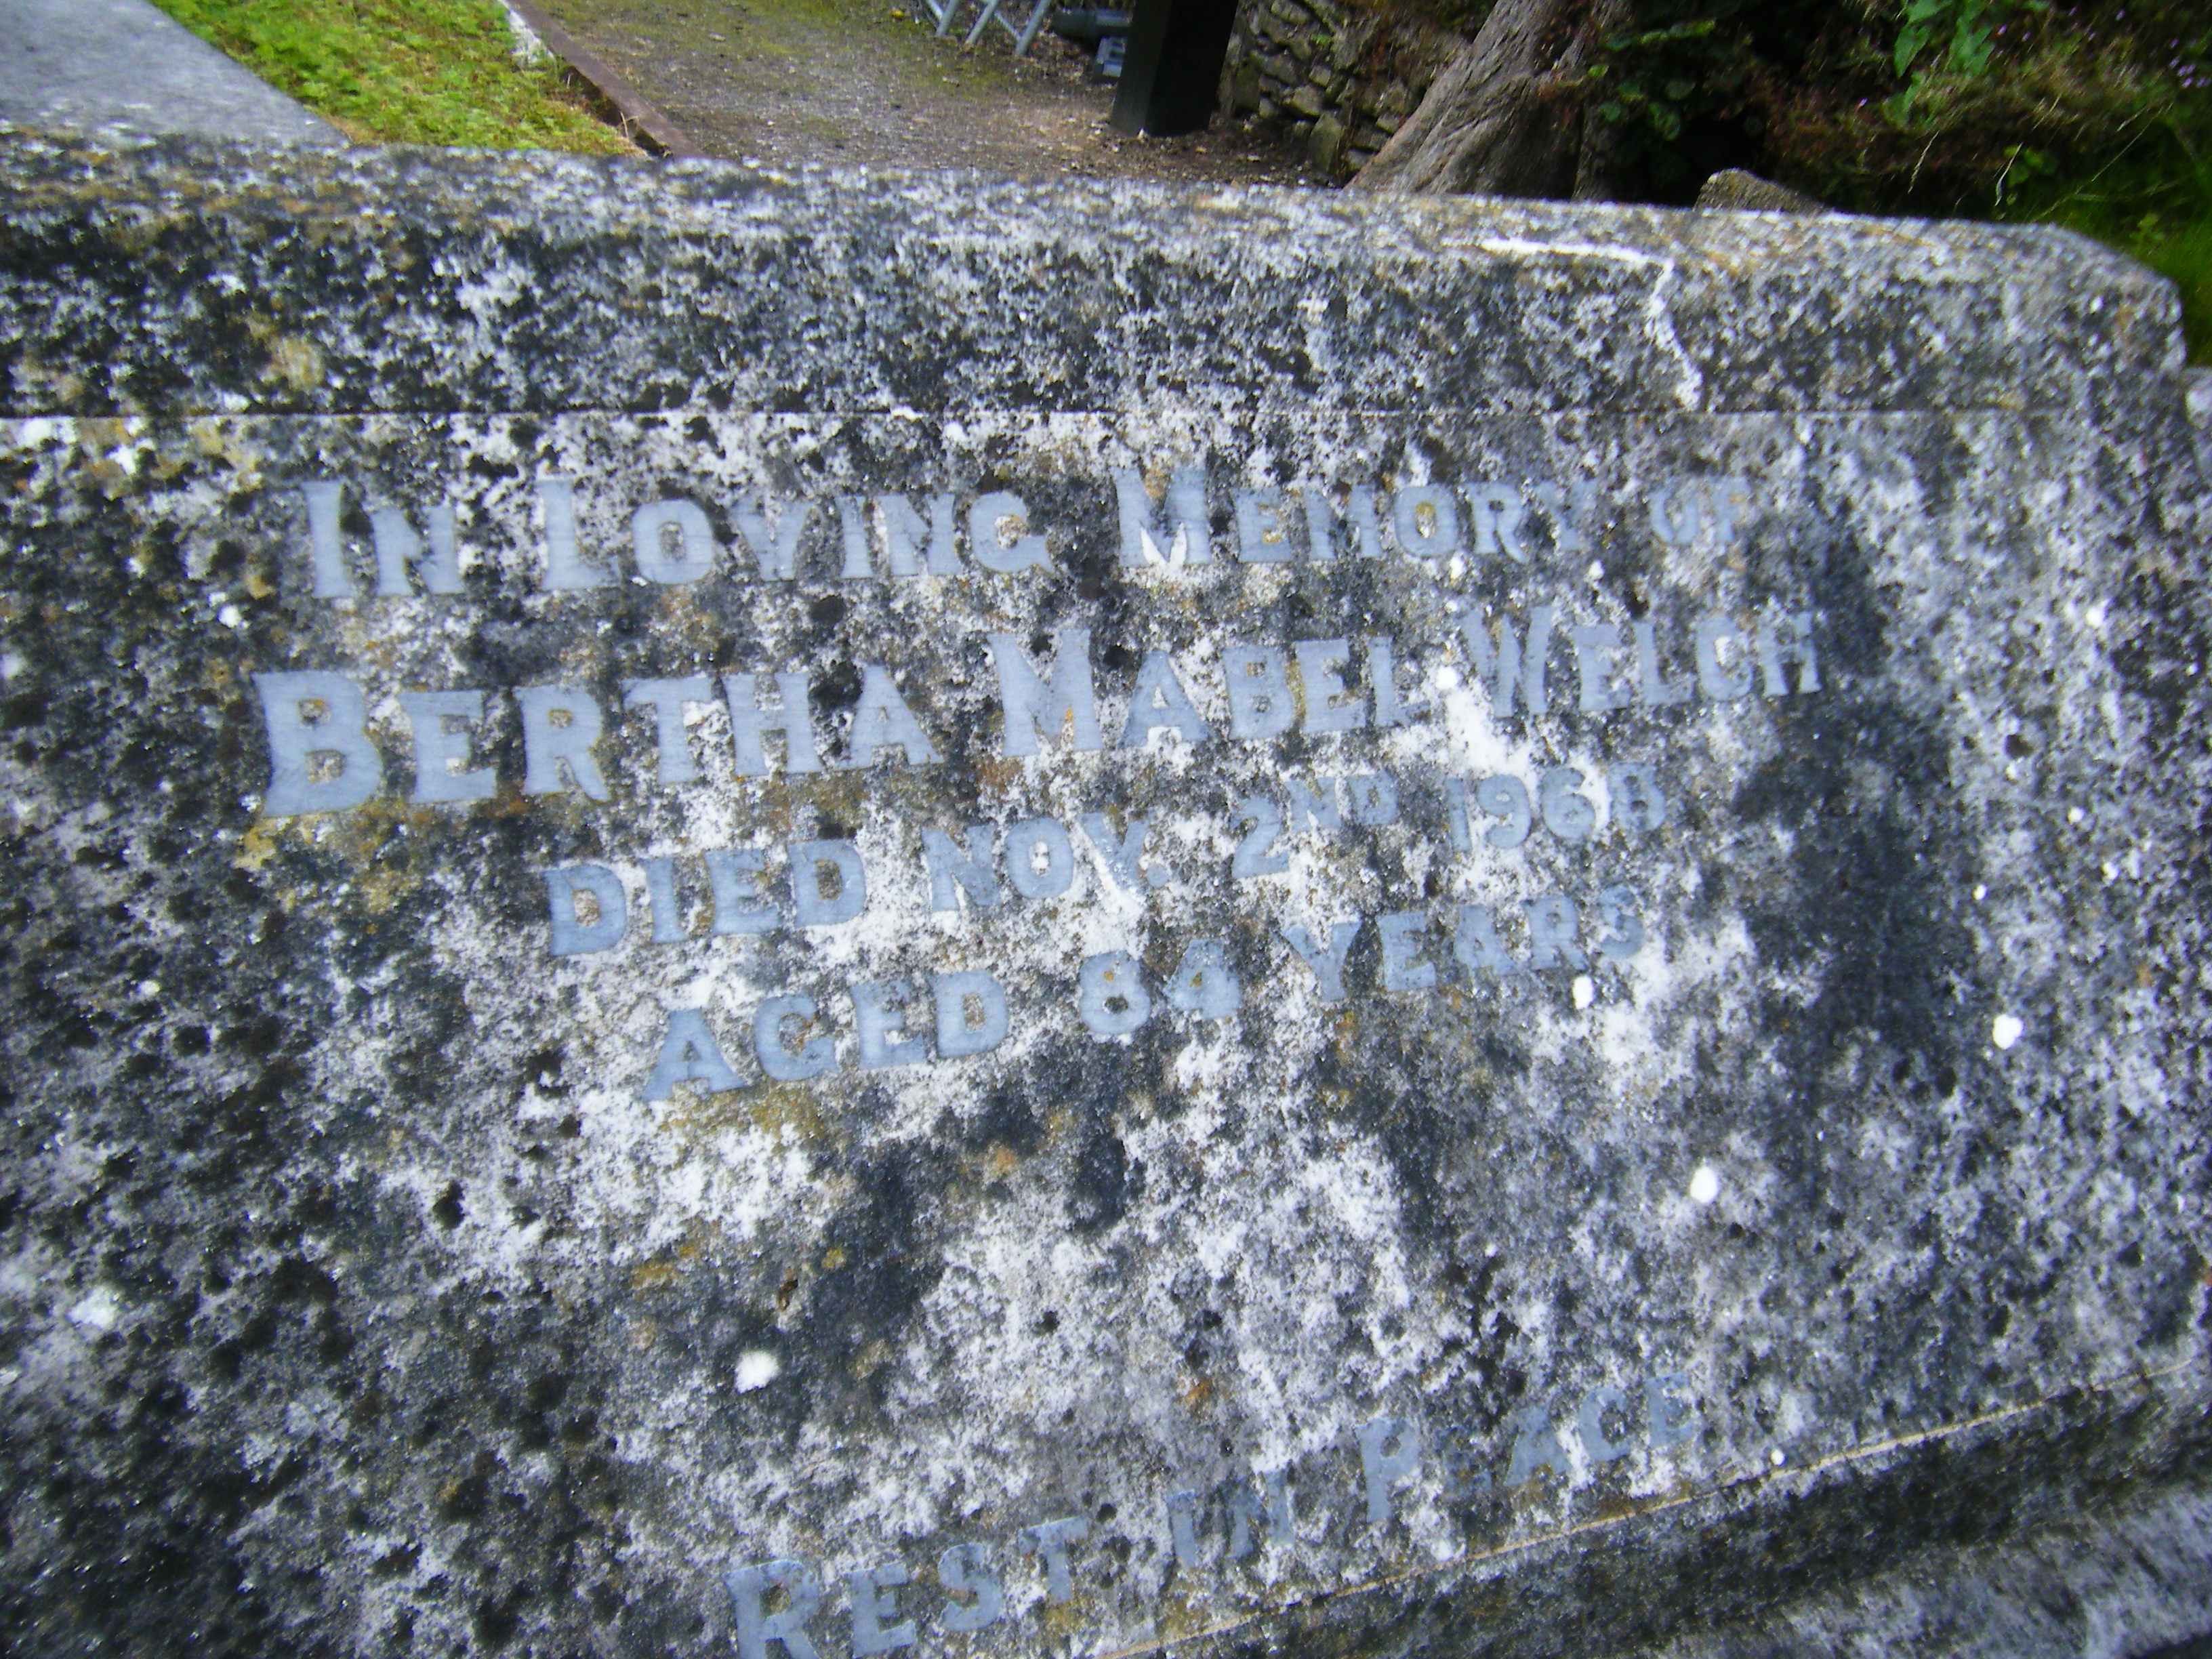 In Loving Memory of
Bertha Mabel Welch
Died Nov. 2nd 1968
Aged 84 Years
Rest in Peace